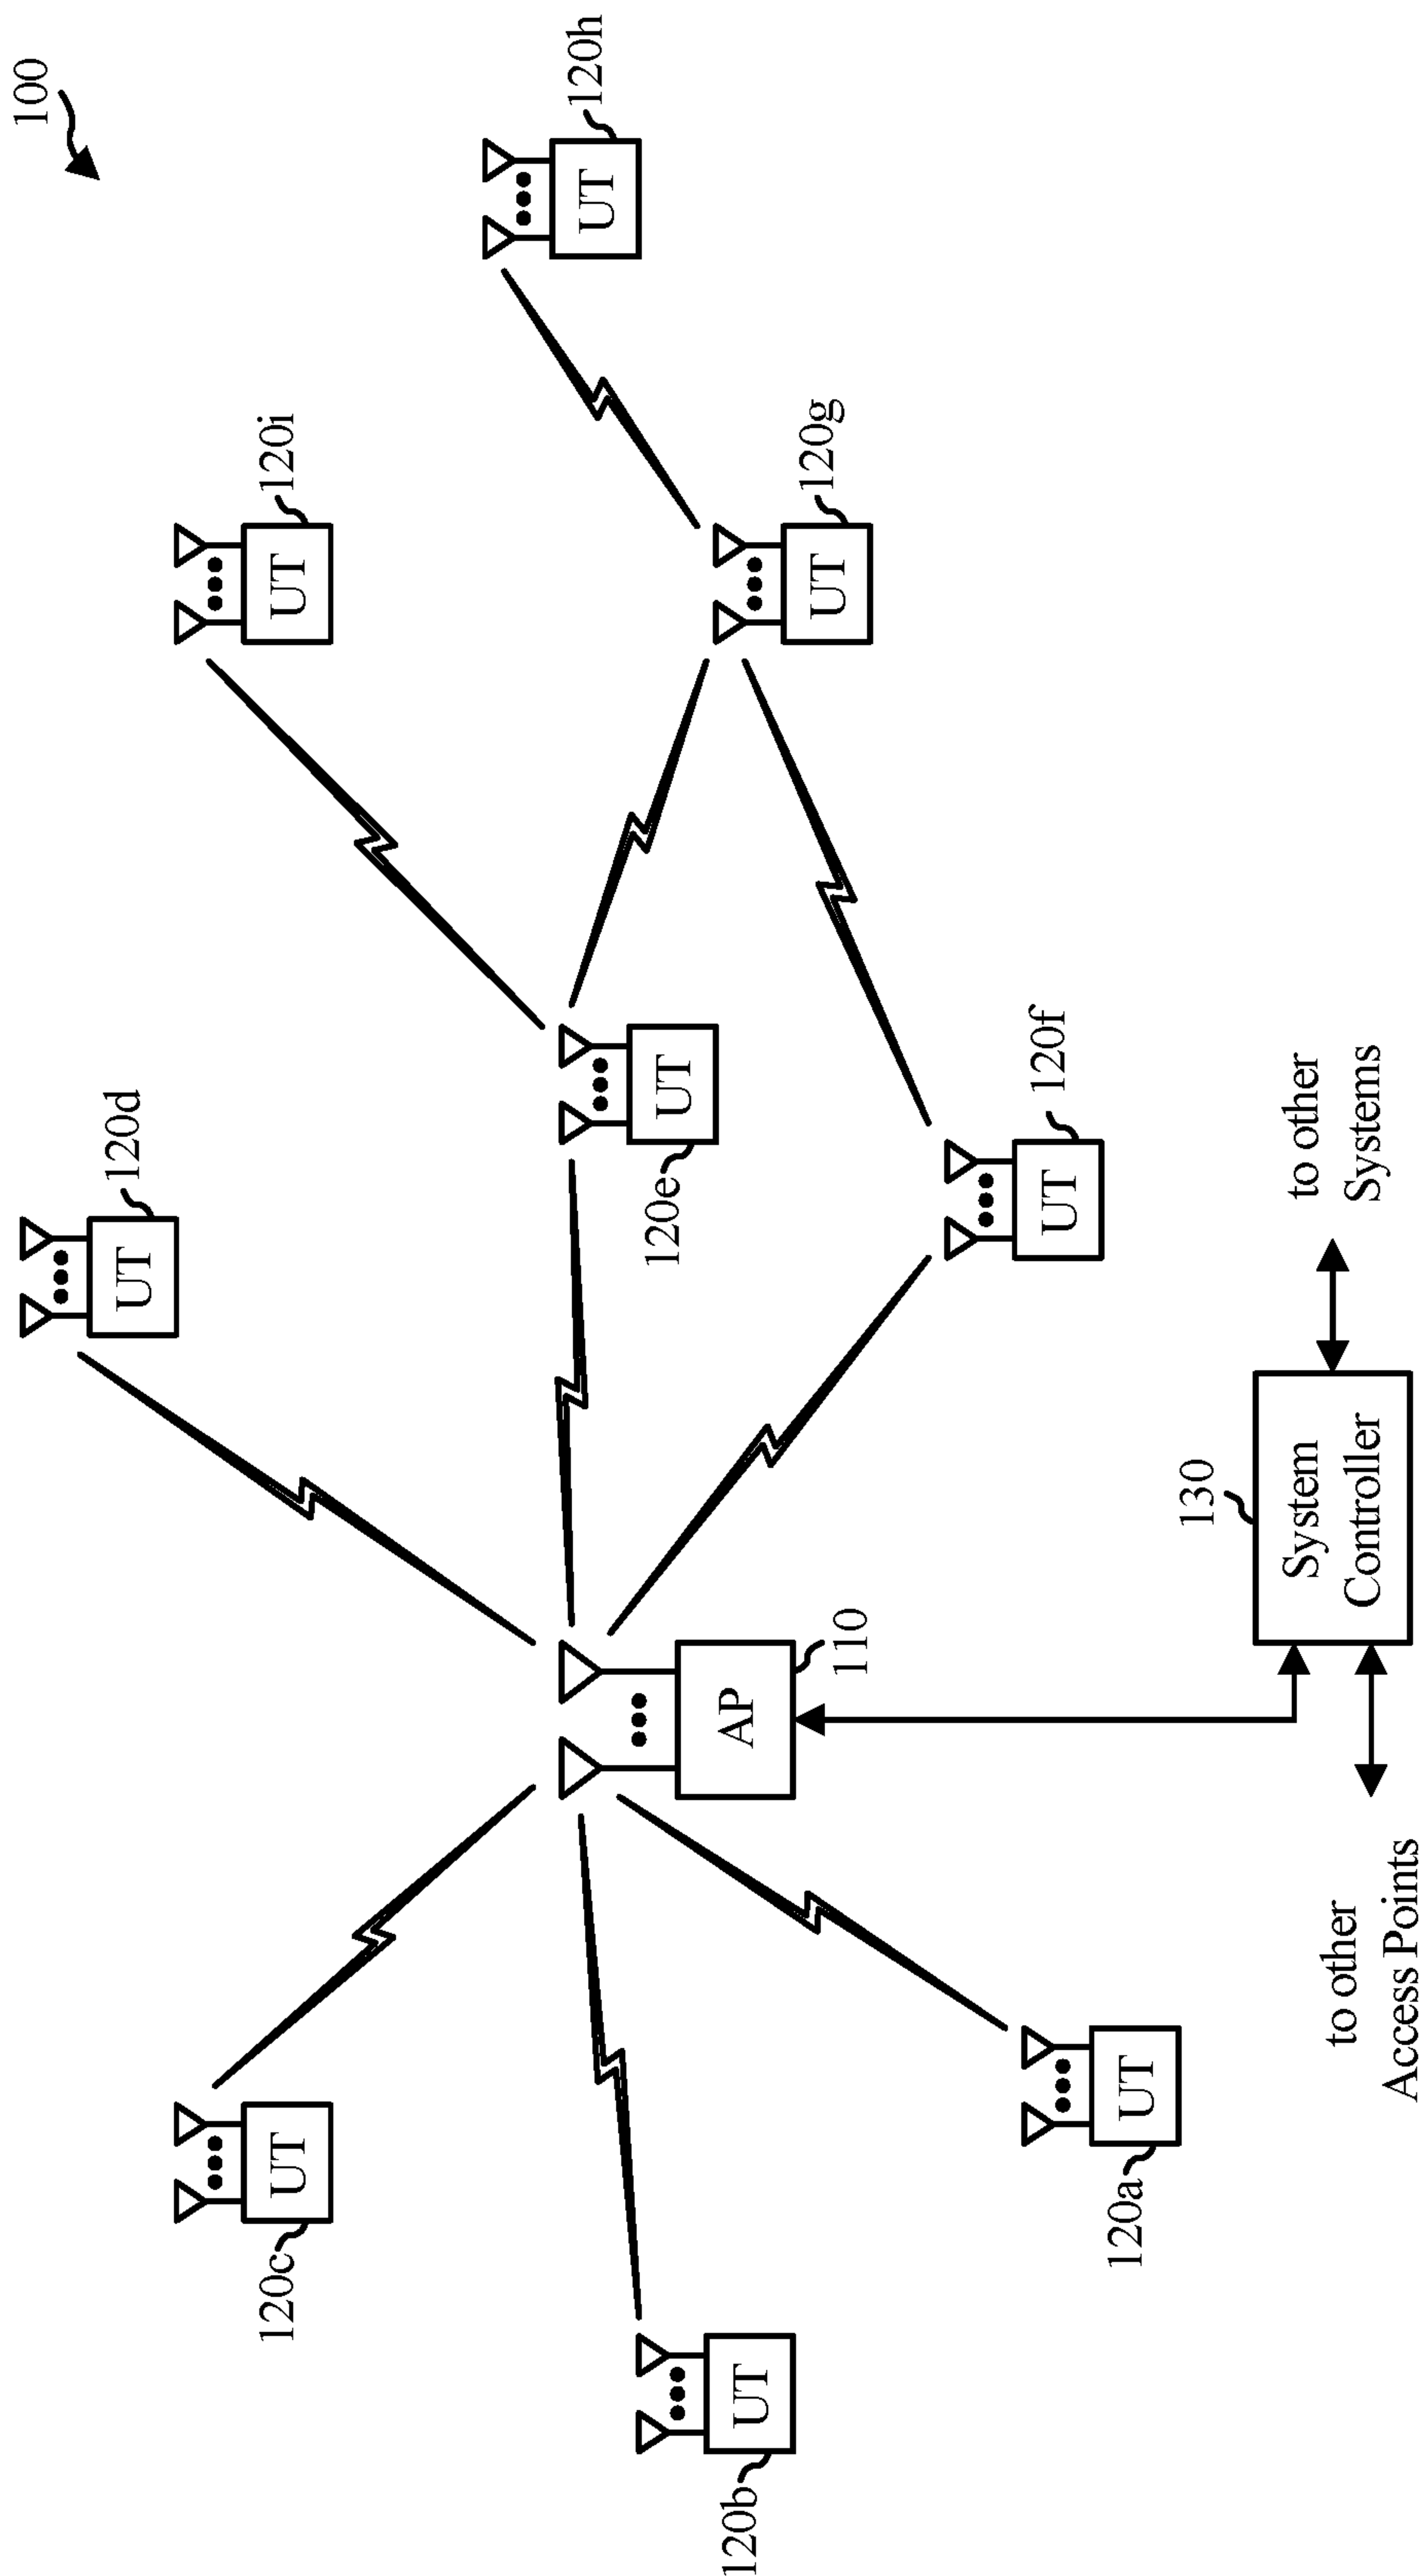 100
120d
UT
120i
UT
120c
UT
120h
UT
120e
UT
AP
110
120g
UT
120b
UT
120f
UT
120a
UT
130
System
Controller
to other
Systems
to other
Access Points